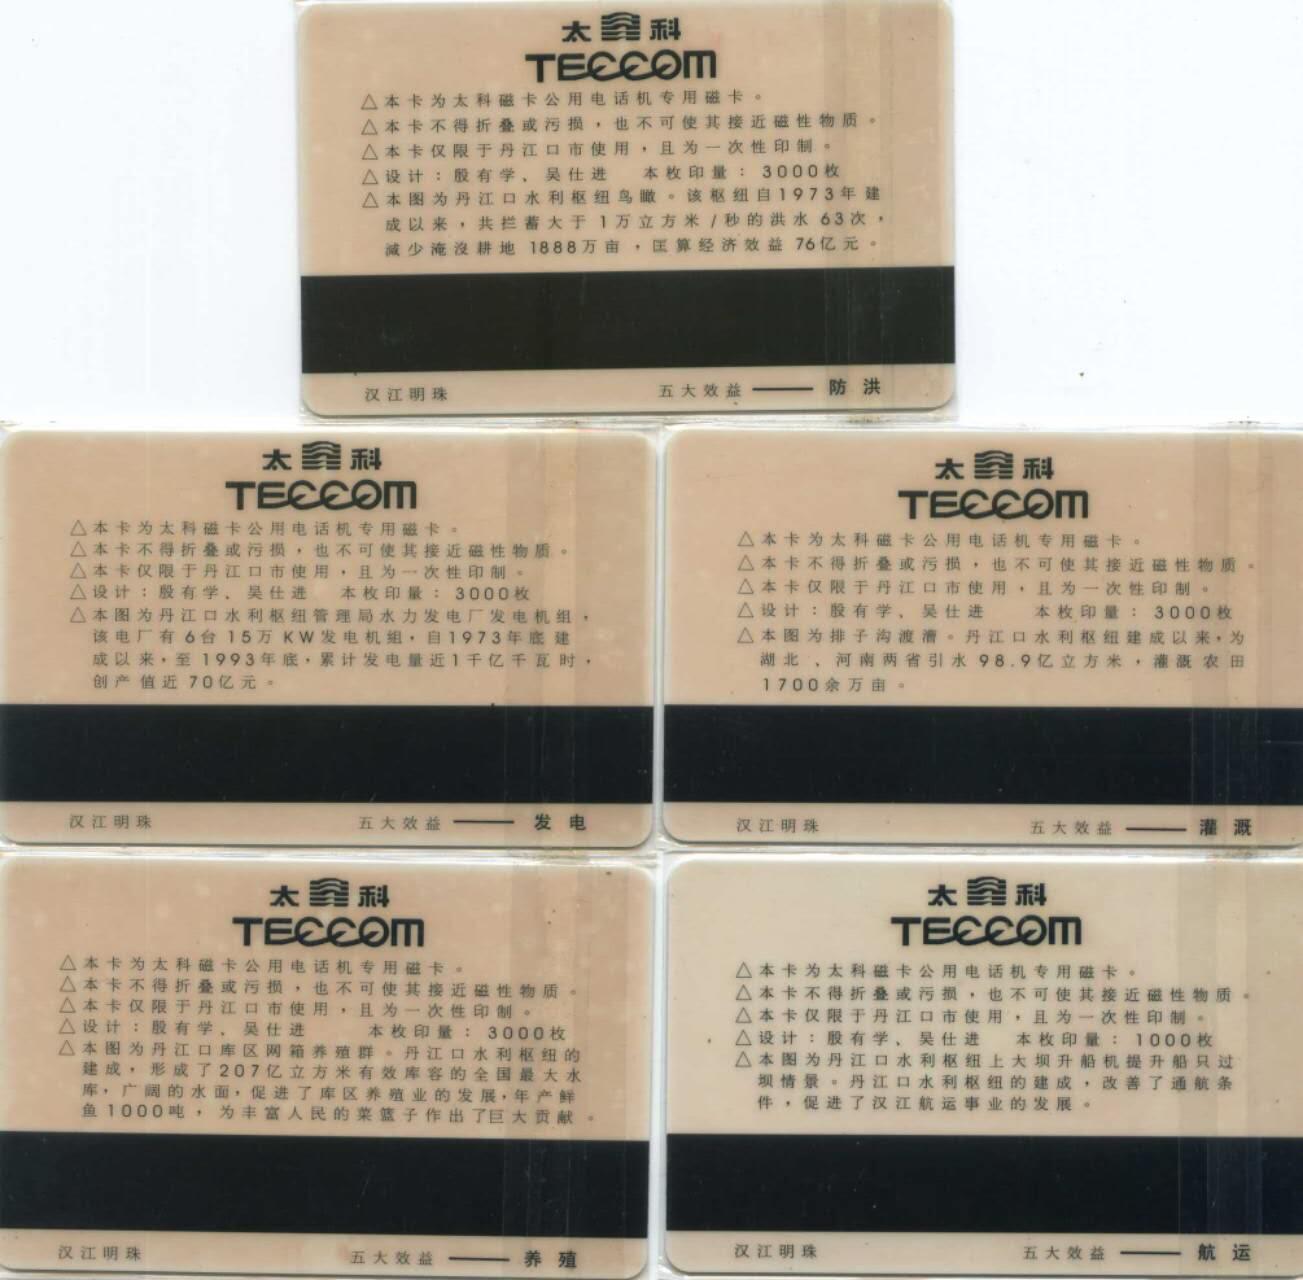 太 科
TECCOM
△本卡为太科磁卡公用电话机专用磁卡。
△本卡不得折叠或污损，也不可使其接近磁性物质。
△本卡仅限于丹江口市使用，且为一次性印制。
△设计：殷有学、吴仕进 本枚印量：3000枚
△本图为丹江口水利枢纽鸟瞰。该枢纽自1973年建
成以来，共拦蓄大于1万立方米/秒的洪水63次，
减少淹没耕地1888万亩，匡算经济效益76亿元。
汉江明珠 五大效益——防洪
太 科
TECCOM
△本卡为太科磁卡公用电话机专用磁卡。
△本卡不得折叠或污损，也不可使其接近磁性物质。
△本卡仅限于丹江口市使用，且为一次性印制。
△设计：殷有学、吴仕进 本枚印量：3000枚
△本图为丹江口水利枢纽管理局水力发电厂发电机组，
该电厂有6台15万KW发电机组，自1973年底建
成以来，至1993年底，累计发电量近1千亿千瓦时，
创产值近70亿元。
汉江明珠 五大效益——发电
太 科
TECCOM
△本卡为太科磁卡公用电话机专用磁卡。
△本卡不得折叠或污损，也不可使其接近磁性物质。
△本卡仅限于丹江口市使用，且为一次性印制。
△设计：殷有学、吴仕进 本枚印量：3000枚
△本图为排子沟渡漕。丹江口水利枢纽建成以来，为
湖北、河南两省引水98.9亿立方米，灌溉农田
1700余万亩。
汉江明珠 五大效益——灌溉
太 科
TECCOM
△本卡为太科磁卡公用电话机专用磁卡。
△本卡不得折叠或污损，也不可使其接近磁性物质。
△本卡仅限于丹江口市使用，且为一次性印制。
△设计：殷有学、吴仕进 本枚印量：3000枚
△本图为丹江口库区网箱养殖群。丹江口水利枢纽的
建成，形成了207亿立方米有效库容的全国最大水
库，广阔的水面，促进了库区养殖业的发展，年产鲜
鱼1000吨，为丰富人民的菜篮子作出了巨大贡献。
汉江明珠 五大效益——养殖
太 科
TECCOM
△本卡为太科磁卡公用电话机专用磁卡。
△本卡不得折叠或污损，也不可使其接近磁性物质。
△本卡仅限于丹江口市使用，且为一次性印制。
△设计：殷有学、吴仕进 本枚印量：1000枚
△本图为丹江口水利枢纽上大坝升船机提升船只过
坝情景。丹江口水利枢纽的建成，改善了通航条
件，促进了汉江航运事业的发展。
汉江明珠 五大效益——航运